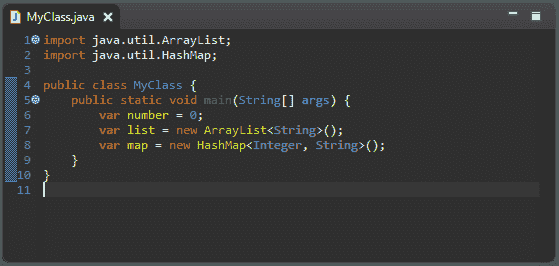 MyClass.java
1 import java.util.ArrayList;
2 import java.util.HashMap;
3
4 public class MyClass {
5     public static void main(String[] args) {
6         var number = 0;
7         var list = new ArrayList<String>();
8         var map = new HashMap<Integer, String>();
9     }
10 }
11